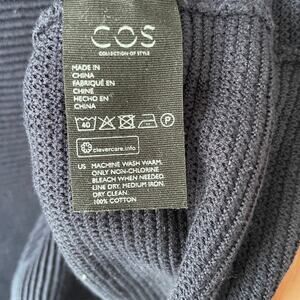 COS
COLLECTION OF STYLE
MADE IN
CHINA
FABRIQUÉ EN
CHINE
HECHO EN
CHINA
40 P
clevercare.info
US MACHINE WASH WARM,
ONLY NON-CHLORINE
BLEACH WHEN NEEDED,
LINE DRY, MEDIUM IRON,
DRY CLEAN.
100% COTTON